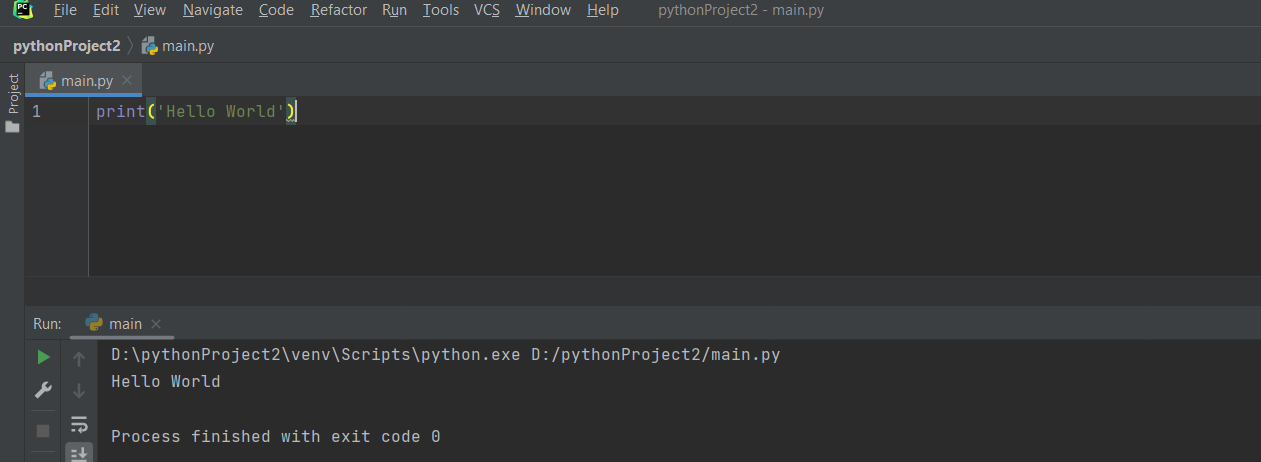 PC File Edit View Navigate Code Refactor Run Tools VCS Window Help pythonProject2 - main.py
pythonProject2 main.py
Project
main.py
1 print('Hello World')
Run: main
D:\pythonProject2\venv\Scripts\python.exe D:/pythonProject2/main.py
Hello World
Process finished with exit code 0